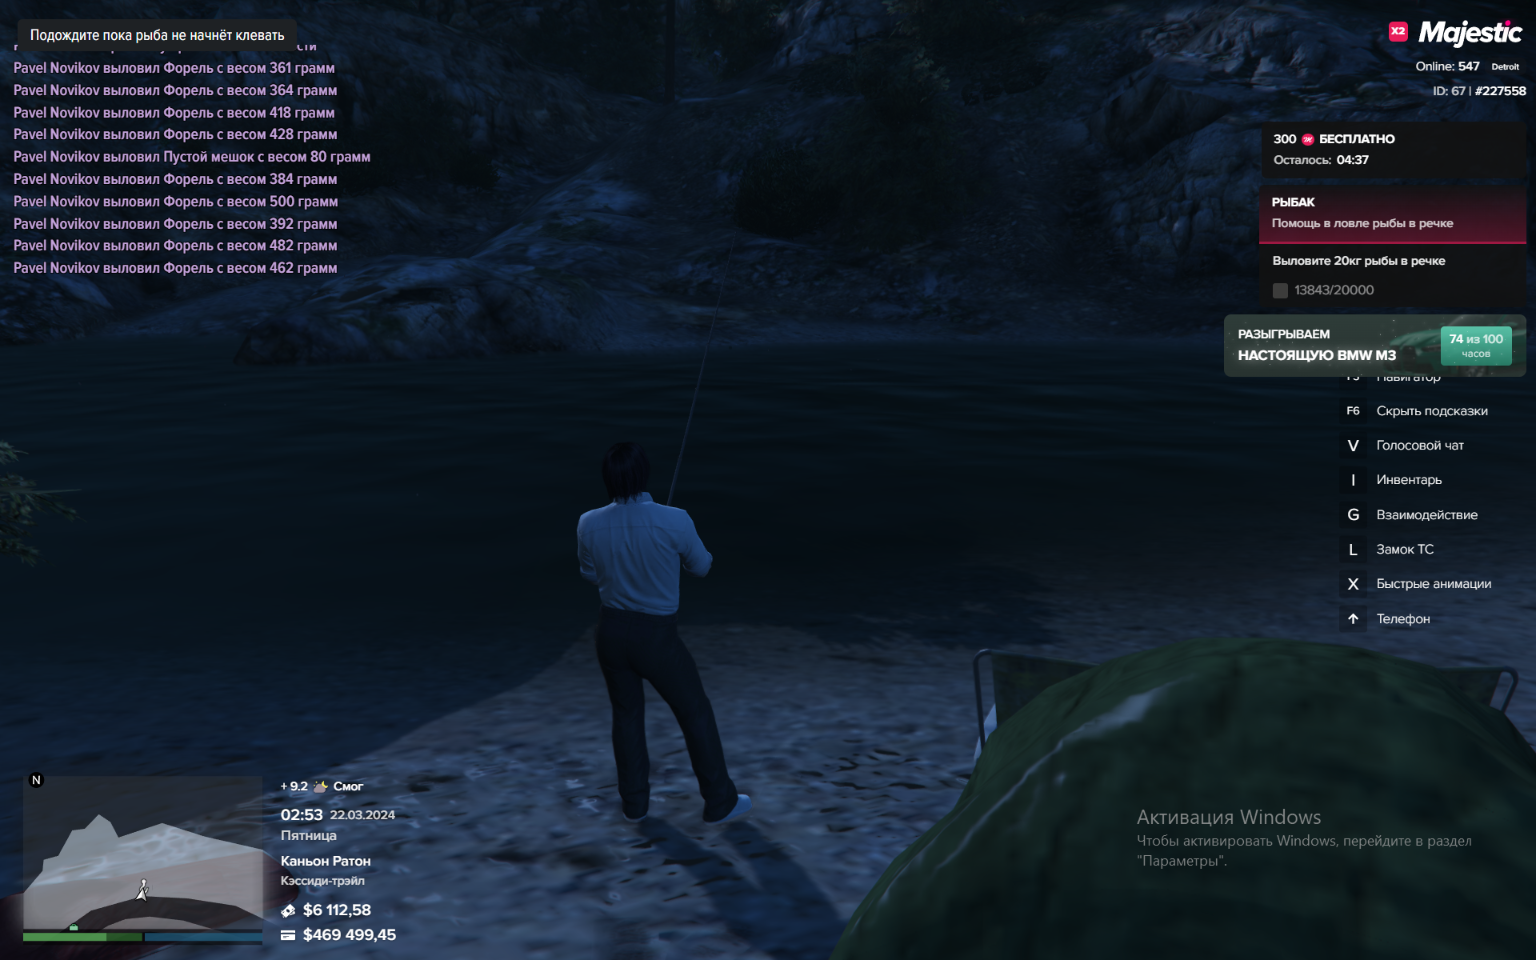 Подождите пока рыба не начнёт клевать
Pavel Novikov выловил Форель с весом 361 грамм
Pavel Novikov выловил Форель с весом 364 грамм
Pavel Novikov выловил Форель с весом 418 грамм
Pavel Novikov выловил Форель с весом 428 грамм
Pavel Novikov выловил Пустой мешок с весом 80 грамм
Pavel Novikov выловил Форель с весом 384 грамм
Pavel Novikov выловил Форель с весом 500 грамм
Pavel Novikov выловил Форель с весом 392 грамм
Pavel Novikov выловил Форель с весом 482 грамм
Pavel Novikov выловил Форель с весом 462 грамм
X2 Majestic
Online: 547 Detroit
ID: 67 | #227558
300 БЕСПЛАТНО
Осталось: 04:37
РЫБАК
Помощь в ловле рыбы в речке
Выловите 20кг рыбы в речке
13843/20000
РАЗЫГРЫВАЕМ
НАСТОЯЩУЮ BMW M3
74 из 100
часов
Навигатор
F6 Скрыть подсказки
V Голосовой чат
I Инвентарь
G Взаимодействие
L Замок ТС
X Быстрые анимации
↑ Телефон
N
+ 9.2 Смог
02:53 22.03.2024
Пятница
Каньон Ратон
Кэссиди-трэйл
$6 112,58
$469 499,45
Активация Windows
Чтобы активировать Windows, перейдите в раздел
"Параметры".